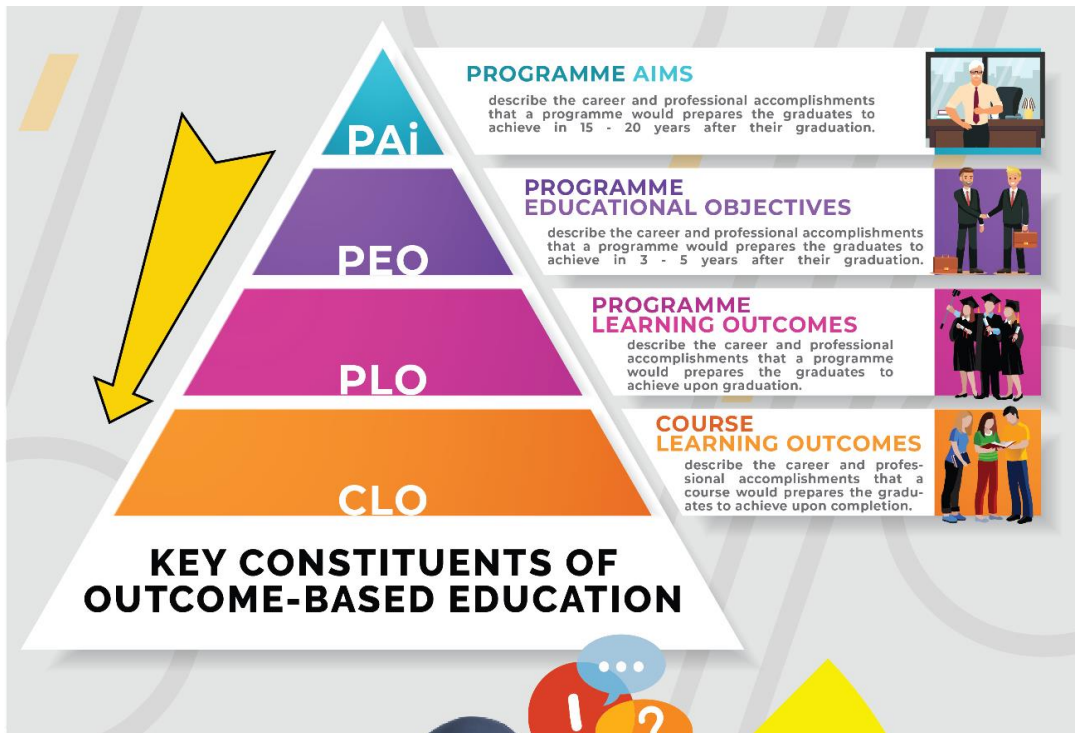 PAi
PROGRAMME AIMS
describe the career and professional accomplishments
that a programme would prepares the graduates to
achieve in 15 - 20 years after their graduation.
PEO
PROGRAMME
EDUCATIONAL OBJECTIVES
describe the career and professional accomplishments
that a programme would prepares the graduates to
achieve in 3 - 5 years after their graduation.
PLO
PROGRAMME
LEARNING OUTCOMES
describe the career and professional
accomplishments that a programme
would prepares the graduates to
achieve upon graduation.
CLO
COURSE
LEARNING OUTCOMES
describe the career and profes-
sional accomplishments that a
course would prepares the gradu-
ates to achieve upon completion.
KEY CONSTITUENTS OF
OUTCOME-BASED EDUCATION
?